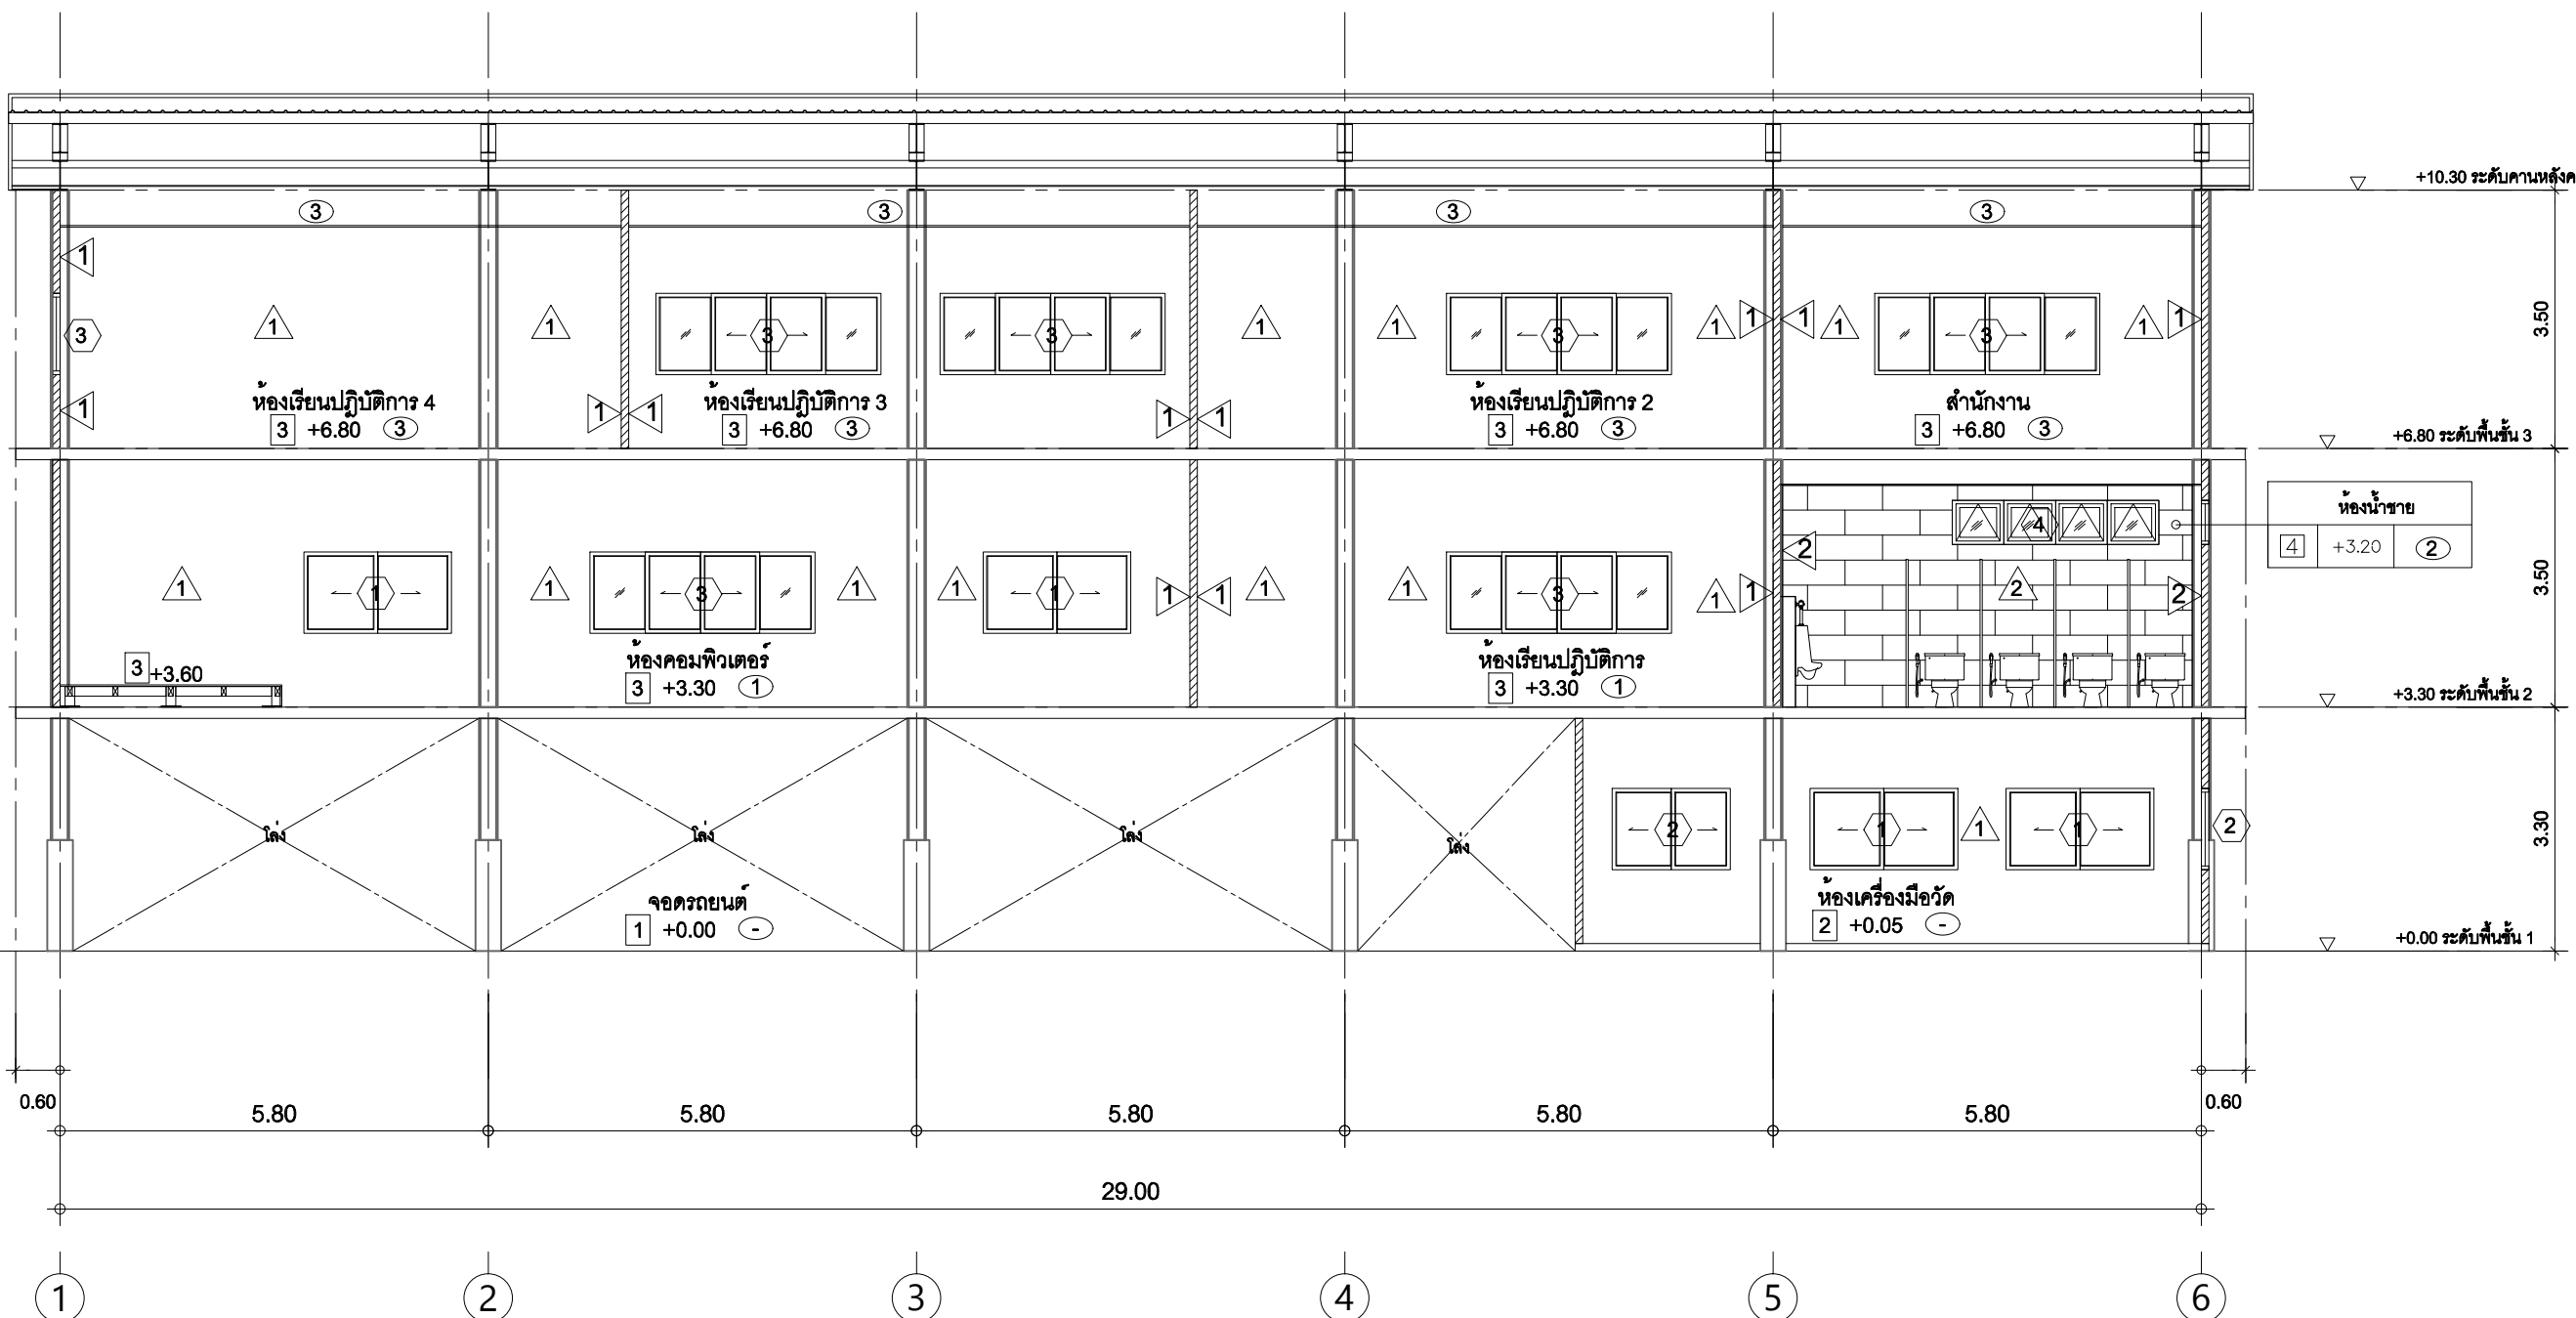 +10.30 ระดับคานหลังค
3 3 3 3
1
3 1 1 3 3 1 1 3 1 1 1 1 3 1 1
3.50
1 1 1 1 1
ห้องเรียนปฏิบัติการ 4
3 +6.80 3
ห้องเรียนปฏิบัติการ 3
3 +6.80 3
ห้องเรียนปฏิบัติการ 2
3 +6.80 3
สำนักงาน
3 +6.80 3
+6.80 ระดับพื้นชั้น 3
ห้องน้ำชาย
4 +3.20 2
4
2 2 2
1 1 1 3 1 1 1 1 1 1 1 3 1 1
3.50
3 +3.60
ห้องคอมพิวเตอร์
3 +3.30 1
ห้องเรียนปฏิบัติการ
3 +3.30 1
+3.30 ระดับพื้นชั้น 2
โล่ง โล่ง โล่ง โล่ง
2 1 1 1 2
3.30
จอดรถยนต์
1 +0.00 -
ห้องเครื่องมือวัด
2 +0.05 -
+0.00 ระดับพื้นชั้น 1
0.60 5.80 5.80 5.80 5.80 5.80 0.60
29.00
1 2 3 4 5 6